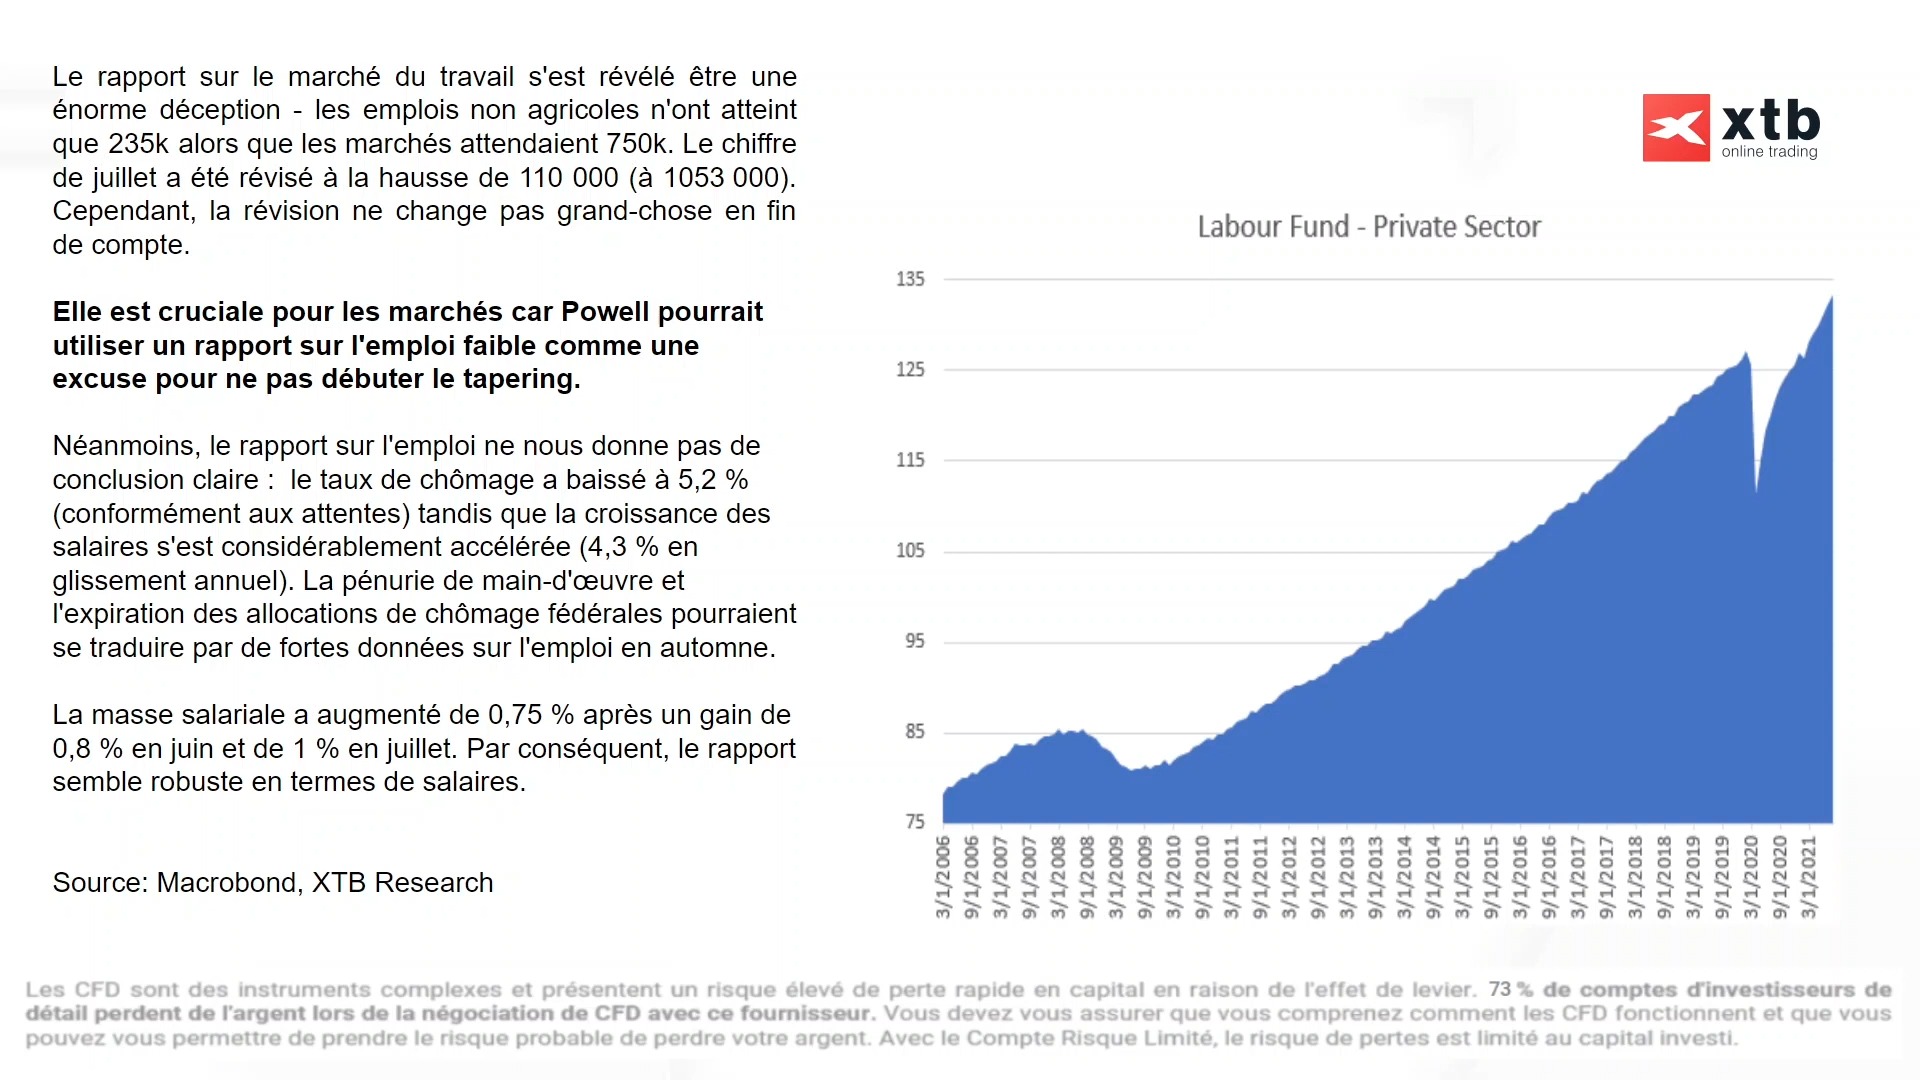 Le rapport sur le marché du travail s'est révélé être une
énorme déception - les emplois non agricoles n'ont atteint
que 235k alors que les marchés attendaient 750k. Le chiffre
de juillet a été révisé à la hausse de 110 000 (à 1053 000).
Cependant, la révision ne change pas grand-chose en fin
de compte.
Elle est cruciale pour les marchés car Powell pourrait
utiliser un rapport sur l'emploi faible comme une
excuse pour ne pas débuter le tapering.
Néanmoins, le rapport sur l'emploi ne nous donne pas de
conclusion claire :  le taux de chômage a baissé à 5,2 %
(conformément aux attentes) tandis que la croissance des
salaires s'est considérablement accélérée (4,3 % en
glissement annuel). La pénurie de main-d'œuvre et
l'expiration des allocations de chômage fédérales pourraient
se traduire par de fortes données sur l'emploi en automne.
La masse salariale a augmenté de 0,75 % après un gain de
0,8 % en juin et de 1 % en juillet. Par conséquent, le rapport
semble robuste en termes de salaires.
Source: Macrobond, XTB Research
xtb
online trading
Labour Fund - Private Sector
135
125
115
105
95
85
75
3/1/2006
9/1/2006
3/1/2007
9/1/2007
3/1/2008
9/1/2008
3/1/2009
9/1/2009
3/1/2010
9/1/2010
3/1/2011
9/1/2011
3/1/2012
9/1/2012
3/1/2013
9/1/2013
3/1/2014
9/1/2014
3/1/2015
9/1/2015
3/1/2016
9/1/2016
3/1/2017
9/1/2017
3/1/2018
9/1/2018
3/1/2019
9/1/2019
3/1/2020
9/1/2020
3/1/2021
Les CFD sont des instruments complexes et présentent un risque élevé de perte rapide en capital en raison de l'effet de levier. 73 % de comptes d'investisseurs de
détail perdent de l'argent lors de la négociation de CFD avec ce fournisseur. Vous devez vous assurer que vous comprenez comment les CFD fonctionnent et que vous
pouvez vous permettre de prendre le risque probable de perdre votre argent. Avec le Compte Risque Limité, le risque de pertes est limité au capital investi.